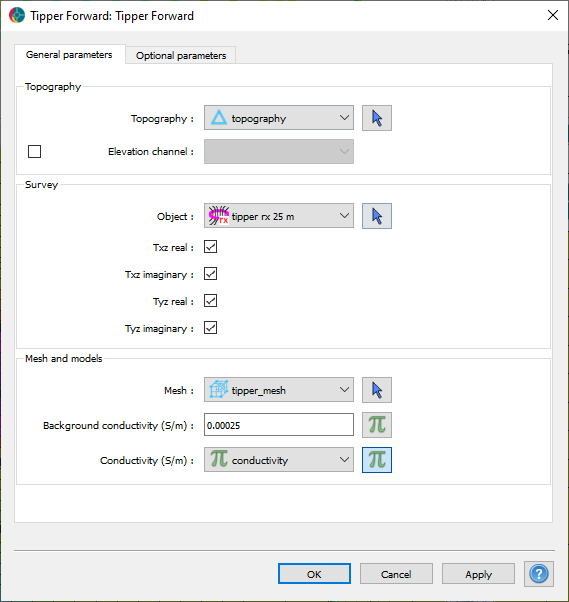 Tipper Forward: Tipper Forward
General parameters
Optional parameters
Topography
Topography :
topography
Elevation channel :
Survey
Object :
rx
tipper rx 25 m
Txz real :
Txz imaginary :
Tyz real :
Tyz imaginary :
Mesh and models
Mesh :
tipper_mesh
Background conductivity (S/m) :
0.00025
π
Conductivity (S/m) :
π conductivity
π
OK
Cancel
Apply
?